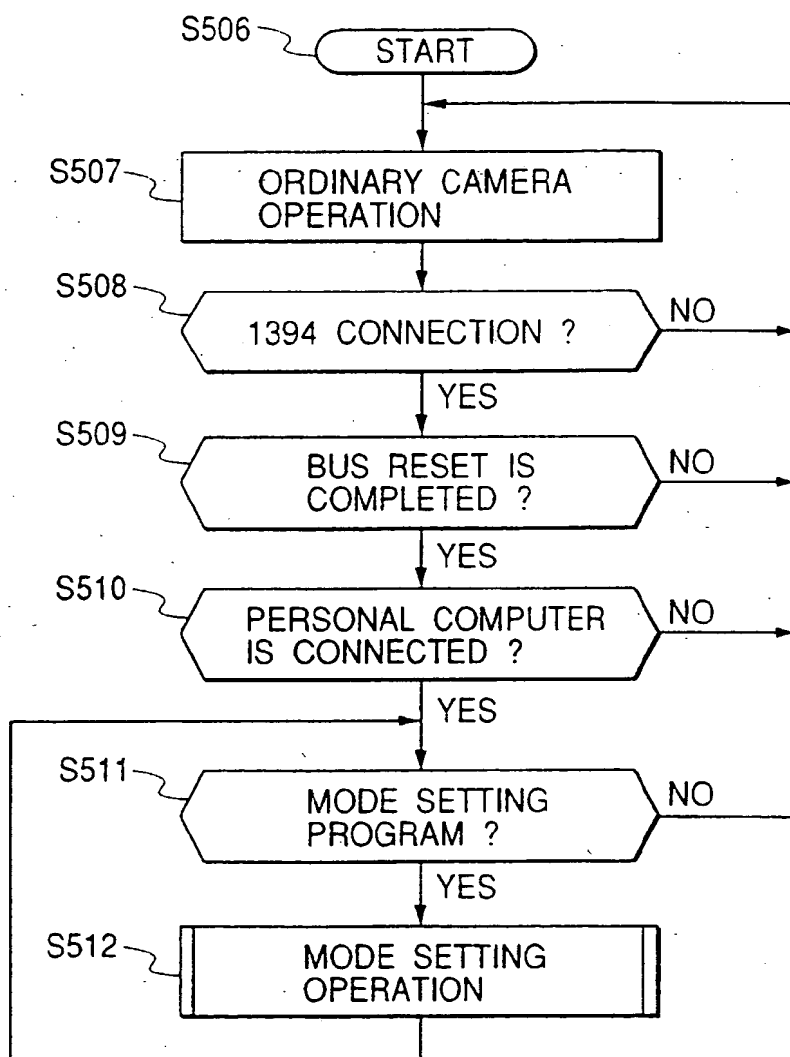 S506
START
S507
ORDINARY CAMERA
OPERATION
S508
1394 CONNECTION ?
NO
YES
S509
BUS RESET IS
COMPLETED ?
NO
YES
S510
PERSONAL COMPUTER
IS CONNECTED ?
NO
YES
S511
MODE SETTING
PROGRAM ?
NO
YES
S512
MODE SETTING
OPERATION